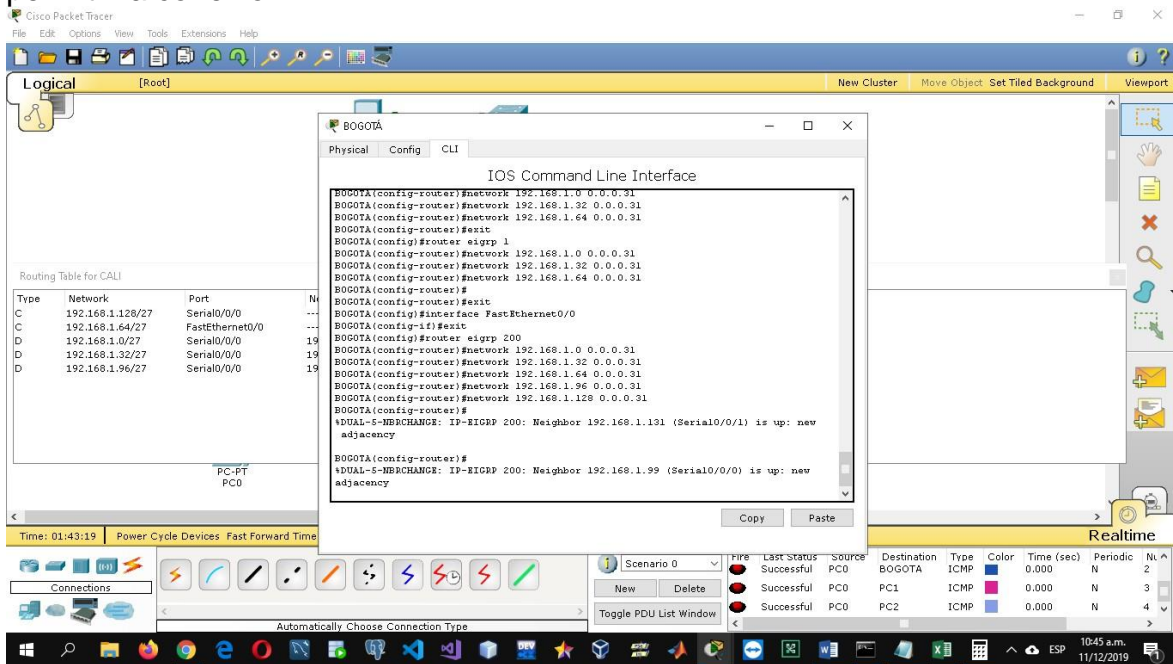 Cisco Packet Tracer
File Edit Options View Tools Extensions Help
Logical [Root] New Cluster Move Object Set Tiled Background Viewport
BOGOTÁ
Physical Config CLI
IOS Command Line Interface
BOGOTA(config-router)#network 192.168.1.0 0.0.0.31
BOGOTA(config-router)#network 192.168.1.32 0.0.0.31
BOGOTA(config-router)#network 192.168.1.64 0.0.0.31
BOGOTA(config-router)#exit
BOGOTA(config)#router eigrp 1
BOGOTA(config-router)#network 192.168.1.0 0.0.0.31
BOGOTA(config-router)#network 192.168.1.32 0.0.0.31
BOGOTA(config-router)#network 192.168.1.64 0.0.0.31
BOGOTA(config-router)#
BOGOTA(config-router)#exit
BOGOTA(config)#interface FastEthernet0/0
BOGOTA(config-if)#exit
BOGOTA(config)#router eigrp 200
BOGOTA(config-router)#network 192.168.1.0 0.0.0.31
BOGOTA(config-router)#network 192.168.1.32 0.0.0.31
BOGOTA(config-router)#network 192.168.1.64 0.0.0.31
BOGOTA(config-router)#network 192.168.1.96 0.0.0.31
BOGOTA(config-router)#network 192.168.1.128 0.0.0.31
BOGOTA(config-router)#
%DUAL-5-NBRCHANGE: IP-EIGRP 200: Neighbor 192.168.1.131 (Serial0/0/1) is up: new
adjacency
BOGOTA(config-router)#
%DUAL-5-NBRCHANGE: IP-EIGRP 200: Neighbor 192.168.1.99 (Serial0/0/0) is up: new
adjacency
Copy Paste
Routing Table for CALI
Type Network Port
C 192.168.1.128/27 Serial0/0/0 ---
C 192.168.1.64/27 FastEthernet0/0 ---
D 192.168.1.0/27 Serial0/0/0 19
D 192.168.1.32/27 Serial0/0/0 19
D 192.168.1.96/27 Serial0/0/0 19
PC-PT
PC0
Time: 01:43:19 Power Cycle Devices Fast Forward Time Realtime
Connections
Automatically Choose Connection Type
Scenario 0
New Delete
Toggle PDU List Window
Fire Last Status Source Destination Type Color Time (sec) Periodic
Successful PC0 BOGOTA ICMP 0.000 N 2
Successful PC0 PC1 ICMP 0.000 N 3
Successful PC0 PC2 ICMP 0.000 N 4
DEV
ESP
10:45 a.m.
11/12/2019